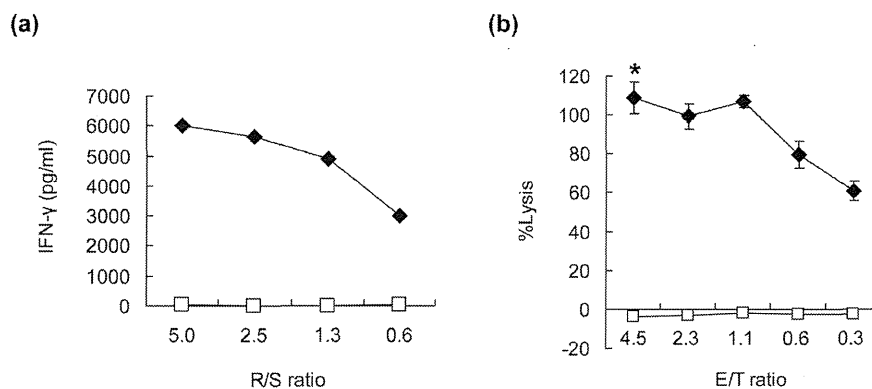 (a)
IFN-γ (pg/ml)
7000
6000
5000
4000
3000
2000
1000
0
5.0 2.5 1.3 0.6
R/S ratio
(b)
*
%Lysis
120
100
80
60
40
20
0
-20
4.5 2.3 1.1 0.6 0.3
E/T ratio